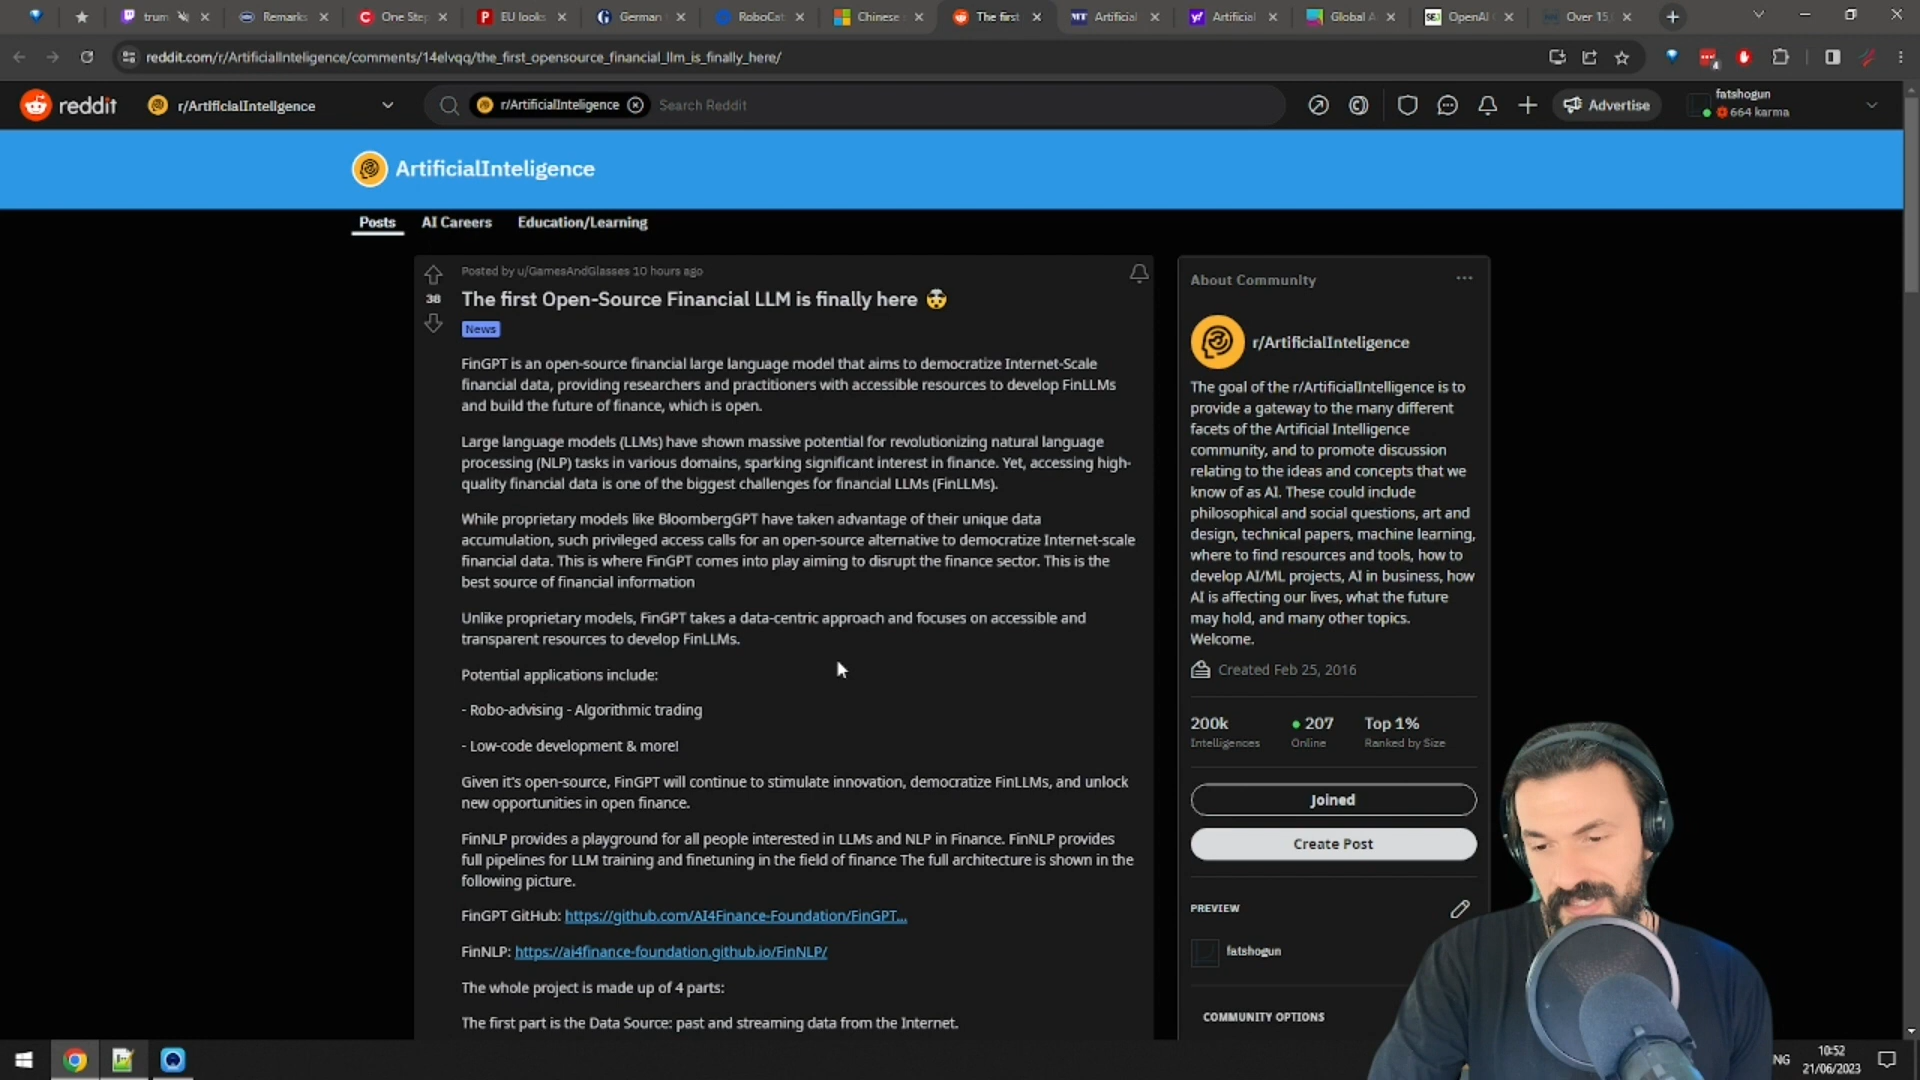 trum
Remarks
One Step
EU looks
German
RoboCat
Chinese
The first
Artificial
Artificial
Global A
OpenAI
Over 15
reddit.com/r/ArtificialInteligence/comments/14elvqq/the_first_opensource_financial_llm_is_finally_here/
reddit
r/ArtificialInteligence
r/ArtificialInteligence
Search Reddit
Advertise
fatshogun
664 karma
ArtificialInteligence
Posts
AI Careers
Education/Learning
Posted by u/GamesAndGlasses 10 hours ago
38
The first Open-Source Financial LLM is finally here
News
FinGPT is an open-source financial large language model that aims to democratize Internet-Scale
financial data, providing researchers and practitioners with accessible resources to develop FinLLMs
and build the future of finance, which is open.
Large language models (LLMs) have shown massive potential for revolutionizing natural language
processing (NLP) tasks in various domains, sparking significant interest in finance. Yet, accessing high-
quality financial data is one of the biggest challenges for financial LLMs (FinLLMs).
While proprietary models like BloombergGPT have taken advantage of their unique data
accumulation, such privileged access calls for an open-source alternative to democratize Internet-scale
financial data. This is where FinGPT comes into play aiming to disrupt the finance sector. This is the
best source of financial information
Unlike proprietary models, FinGPT takes a data-centric approach and focuses on accessible and
transparent resources to develop FinLLMs.
Potential applications include:
- Robo-advising - Algorithmic trading
- Low-code development & more!
Given it's open-source, FinGPT will continue to stimulate innovation, democratize FinLLMs, and unlock
new opportunities in open finance.
FinNLP provides a playground for all people interested in LLMs and NLP in Finance. FinNLP provides
full pipelines for LLM training and finetuning in the field of finance The full architecture is shown in the
following picture.
FinGPT GitHub: https://github.com/AI4Finance-Foundation/FinGPT...
FinNLP: https://ai4finance-foundation.github.io/FinNLP/
The whole project is made up of 4 parts:
The first part is the Data Source: past and streaming data from the Internet.
About Community
r/ArtificialInteligence
The goal of the r/ArtificialIntelligence is to
provide a gateway to the many different
facets of the Artificial Intelligence
community, and to promote discussion
relating to the ideas and concepts that we
know of as AI. These could include
philosophical and social questions, art and
design, technical papers, machine learning,
where to find resources and tools, how to
develop AI/ML projects, AI in business, how
AI is affecting our lives, what the future
may hold, and many other topics.
Welcome.
Created Feb 25, 2016
200k
207
Top 1%
Intelligences
Online
Ranked by Size
Joined
Create Post
PREVIEW
fatshogun
COMMUNITY OPTIONS
NG
10:52
21/06/2023